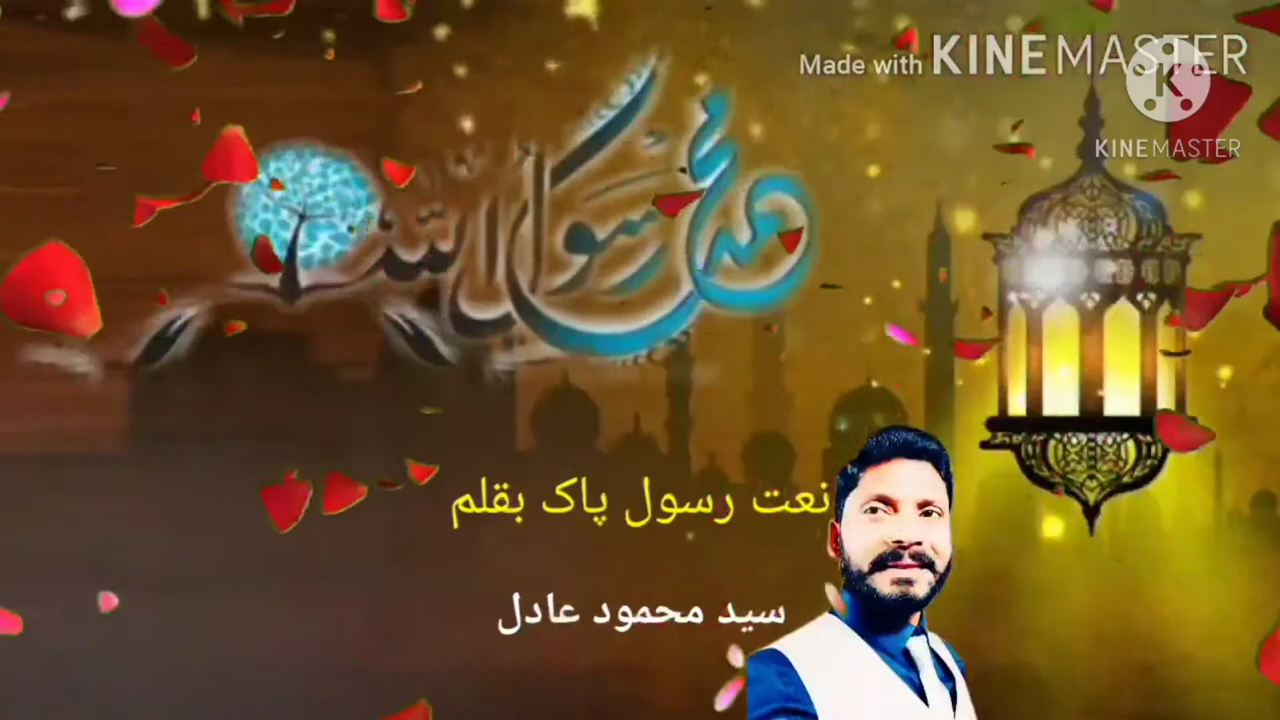 Made with KINEMASTER
KINEMASTER
محمد رسول الله
نعت رسول پاک بقلم
سید محمود عادل